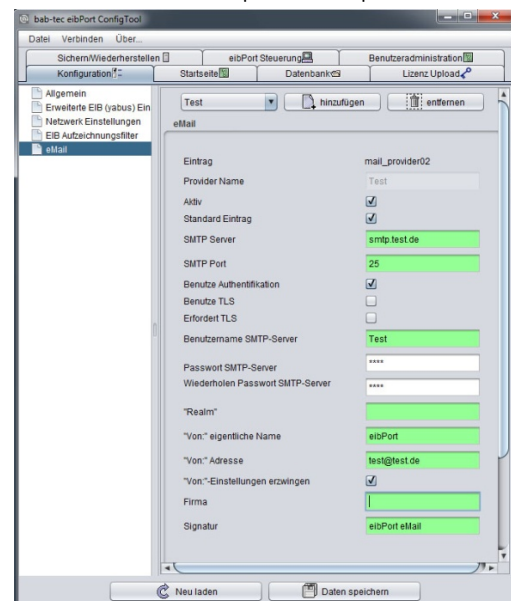 bab-tec eibPort ConfigTool
Datei Verbinden Über...
Sichern/Wiederherstellen eibPort Steuerung Benutzeradministration
Konfiguration Startseite Datenbank Lizenz Upload
Allgemein
Erweiterte EIB (yabus) Ein
Netzwerk Einstellungen
EIB Aufzeichnungsfilter
eMail
Test hinzufügen entfernen
eMail
Eintrag mail_provider02
Provider Name Test
Aktiv
Standard Eintrag
SMTP Server smtp.test.de
SMTP Port 25
Benutze Authentifikation
Benutze TLS
Erfordert TLS
Benutzername SMTP-Server Test
Passwort SMTP-Server ****
Wiederholen Passwort SMTP-Server ****
"Realm"
"Von:" eigentliche Name eibPort
"Von:" Adresse test@test.de
"Von:"-Einstellungen erzwingen
Firma
Signatur eibPort eMail
Neu laden Daten speichern